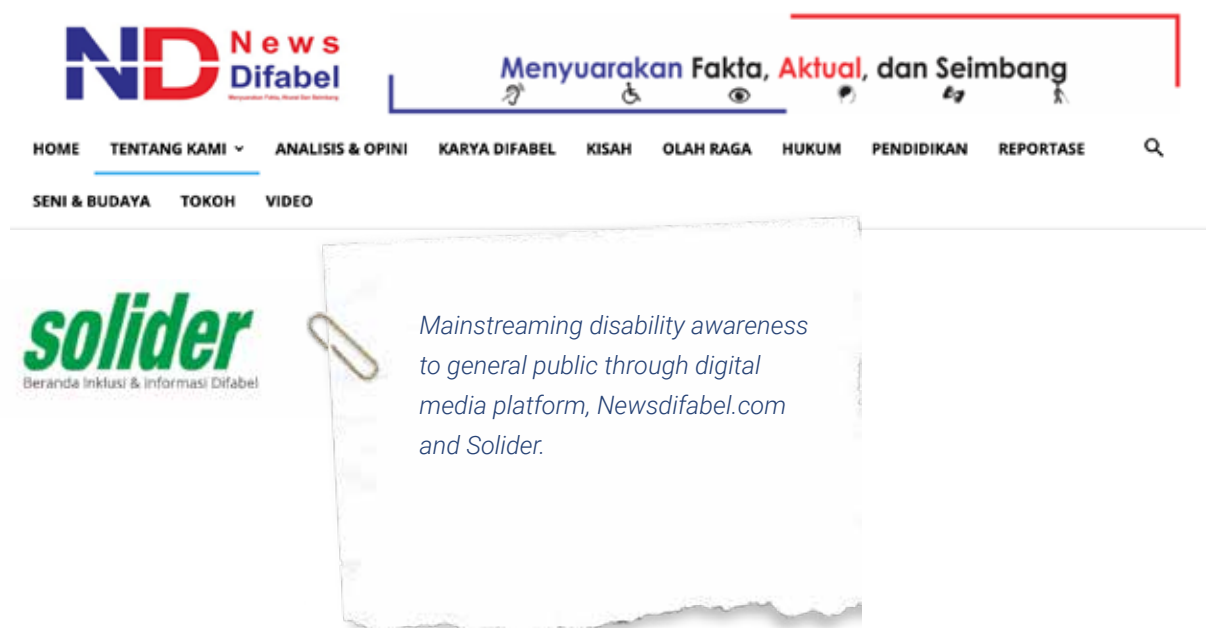 ND News
Difabel
Menyuarakan Fakta, Aktual, dan Seimbang
HOME TENTANG KAMI ANALISIS & OPINI KARYA DIFABEL KISAH OLAH RAGA HUKUM PENDIDIKAN REPORTASE
SENI & BUDAYA TOKOH VIDEO
solider
Beranda Inklusi & Informasi Difabel
Mainstreaming disability awareness
to general public through digital
media platform, Newsdifabel.com
and Solider.